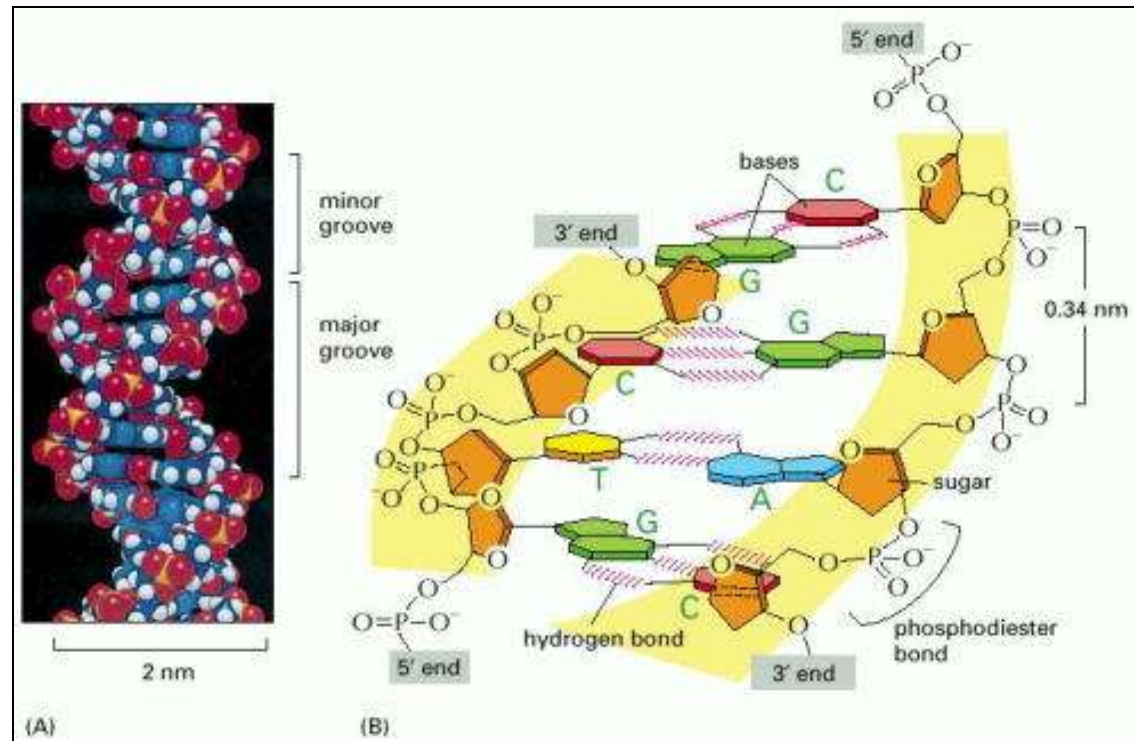 minor
groove
major
groove
2 nm
(A)
5′ end
P O⁻
O
O
bases
C
O
O
P=O
O⁻
3′ end
O
G
O
O
0.34 nm
O⁻
O P O
O
G
O
O
C
O
O⁻
O P O
O
O
P=O
O⁻
O
T
A
O
sugar
O
P
O⁻
O
O
G
O
O
O
P O⁻
O
O
C
O
O=P–O⁻
hydrogen bond
phosphodiester
bond
5′ end
3′ end
(B)